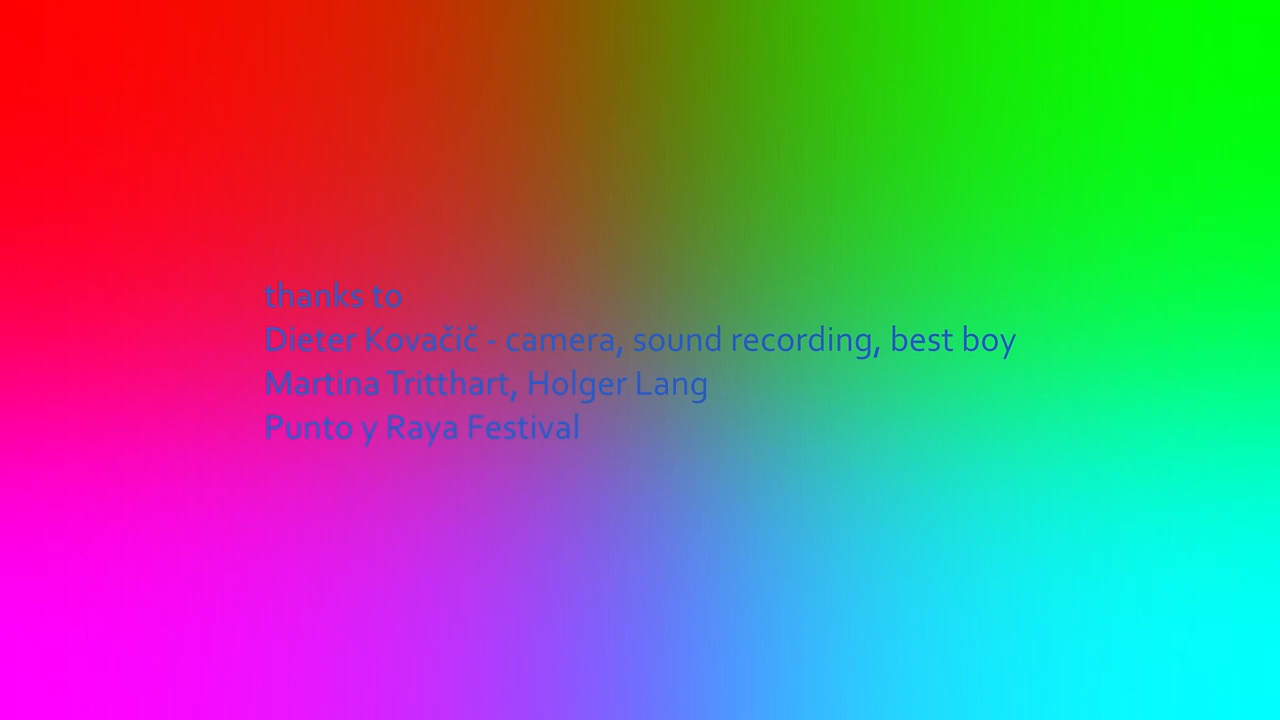 thanks to
Dieter Kovačič - camera, sound recording, best boy
Martina Tritthart, Holger Lang
Punto y Raya Festival